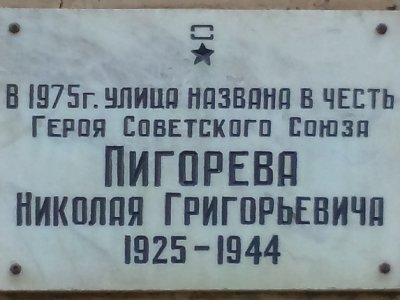 В 1975г. УЛИЦА НАЗВАНА В ЧЕСТЬ
ГЕРОЯ СОВЕТСКОГО СОЮЗА
ПИГОРЕВА
НИКОЛАЯ ГРИГОРЬЕВИЧА
1925-1944